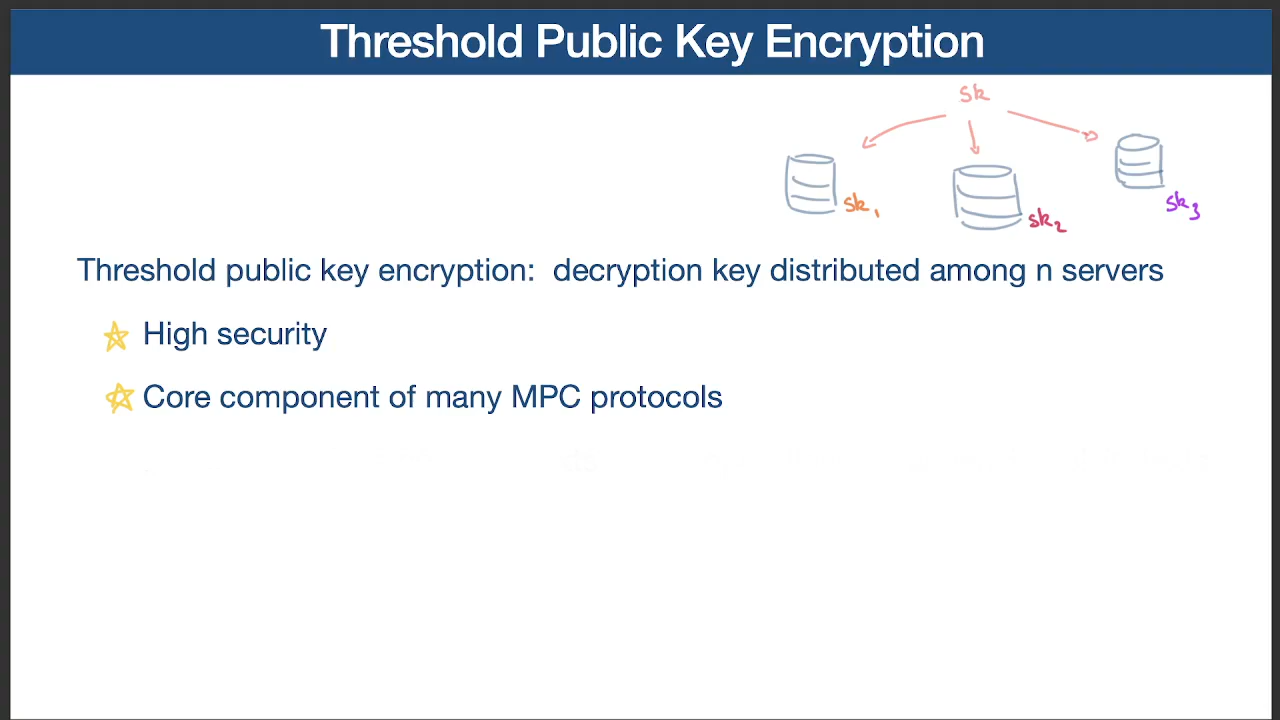 Threshold Public Key Encryption
sk
sk1
sk2
sk3
Threshold public key encryption: decryption key distributed among n servers
High security
Core component of many MPC protocols